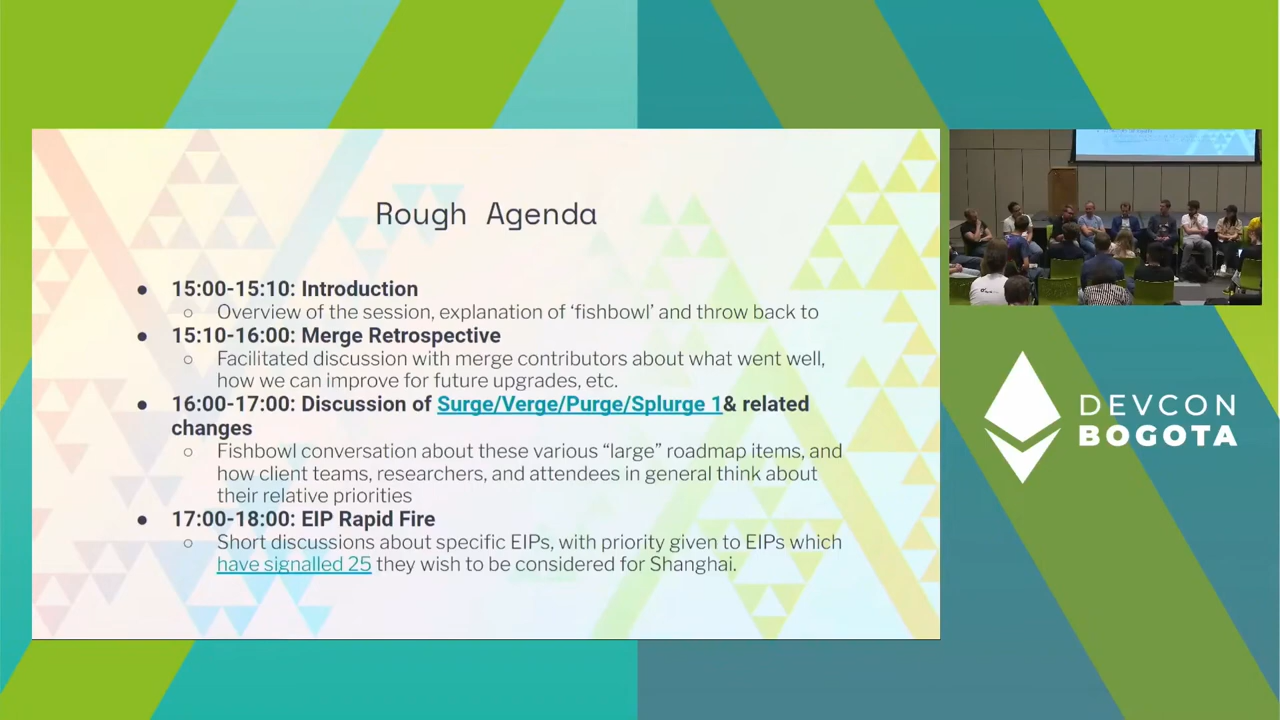 Rough Agenda
● 15:00-15:10: Introduction
○ Overview of the session, explanation of ‘fishbowl’ and throw back to
● 15:10-16:00: Merge Retrospective
○ Facilitated discussion with merge contributors about what went well,
how we can improve for future upgrades, etc.
● 16:00-17:00: Discussion of Surge/Verge/Purge/Splurge 1& related
changes
○ Fishbowl conversation about these various “large” roadmap items, and
how client teams, researchers, and attendees in general think about
their relative priorities
● 17:00-18:00: EIP Rapid Fire
○ Short discussions about specific EIPs, with priority given to EIPs which
have signalled 25 they wish to be considered for Shanghai.
DEVCON
BOGOTA